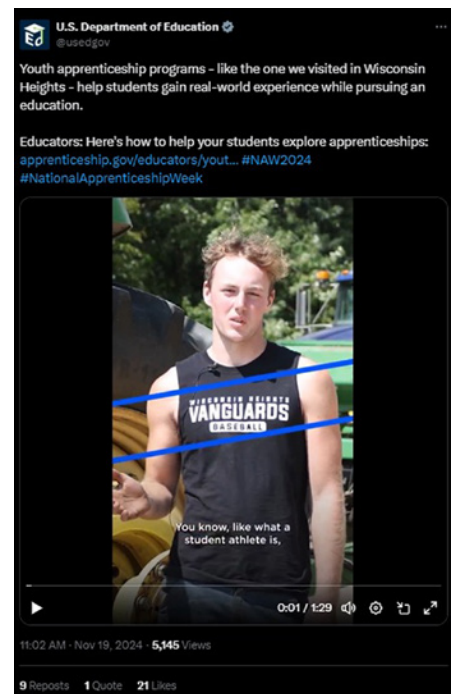 U.S. Department of Education
@usedgov
Youth apprenticeship programs – like the one we visited in Wisconsin
Heights – help students gain real-world experience while pursuing an
education.
Educators: Here's how to help your students explore apprenticeships:
apprenticeship.gov/educators/yout... #NAW2024
#NationalApprenticeshipWeek
WISCONSIN HEIGHTS
VANGUARDS
BASEBALL
You know, like what a
student athlete is,
0:01 / 1:29
11:02 AM · Nov 19, 2024 · 5,145 Views
9 Reposts 1 Quote 21 Likes